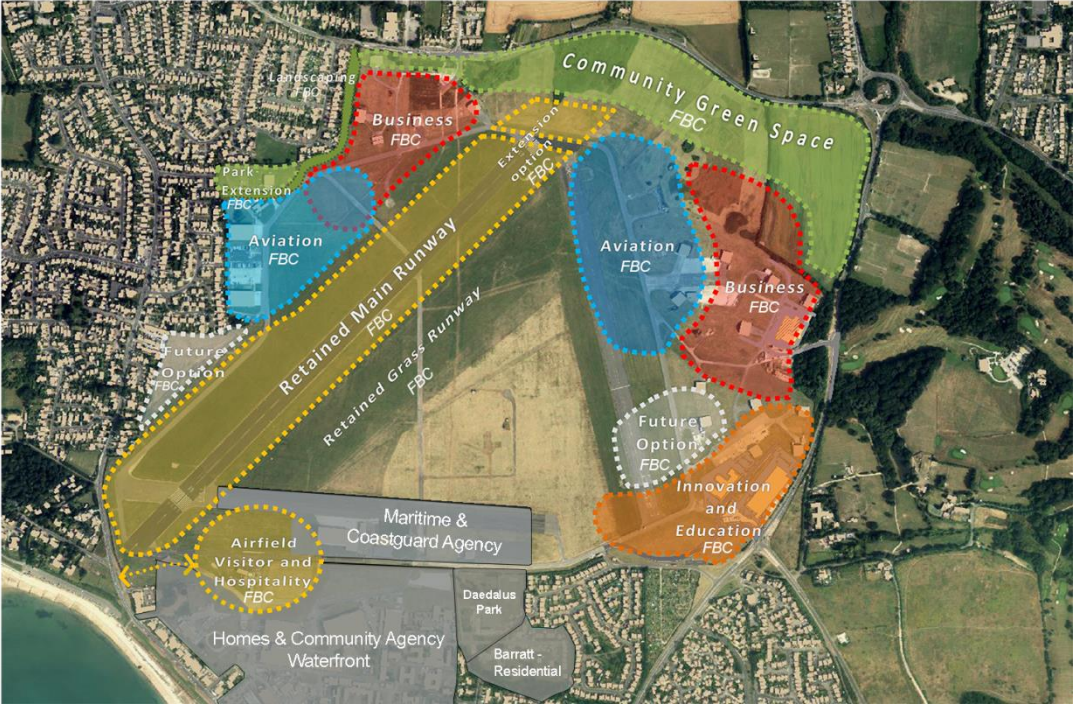 Landscaping
FBC
Community Green Space
FBC
Business
FBC
Extension
option
FBC
Park
Extension
FBC
Aviation
FBC
Aviation
FBC
Retained Main Runway
FBC
Business
FBC
Retained Grass Runway
FBC
Future
Option
FBC
Future
Option
FBC
Innovation
and
Education
FBC
Maritime &
Coastguard Agency
Airfield
Visitor and
Hospitality
FBC
Daedalus
Park
Homes & Community Agency
Waterfront
Barratt -
Residential